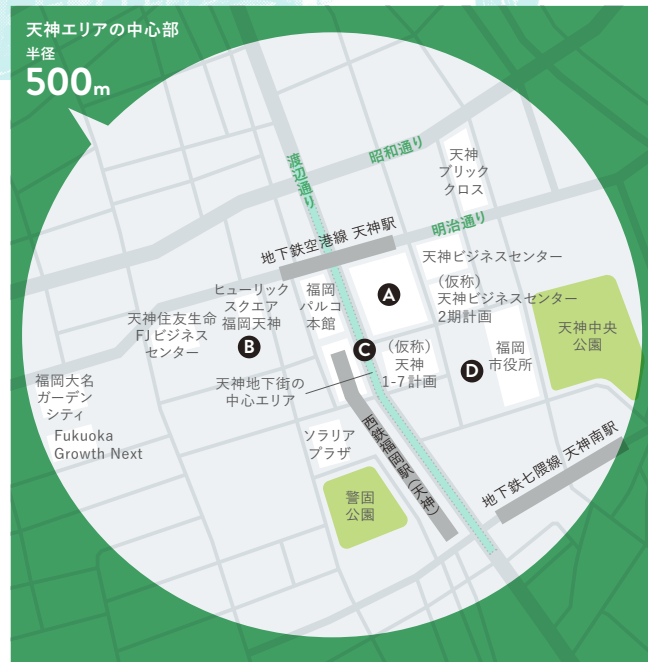 天神エリアの中心部
半径
500m
渡辺通り
昭和通り
天神
ブリック
クロス
明治通り
地下鉄空港線 天神駅
天神ビジネスセンター
(仮称)
天神ビジネスセンター
2期計画
ヒューリック
スクエア
福岡天神
福岡
パルコ
本館
A
天神中央
公園
天神住友生命
FJビジネス
センター
B
C
(仮称)
天神
1-7計画
D
福岡
市役所
天神地下街の
中心エリア
福岡大名
ガーデン
シティ
Fukuoka
Growth Next
ソラリア
プラザ
西鉄福岡駅(天神)
地下鉄七隈線 天神南駅
警固
公園